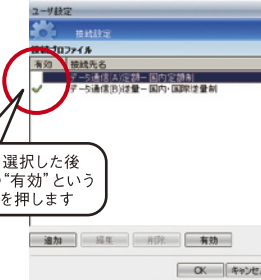 ユーザ設定
接続設定
接続プロファイル
有効 接続先名
データ通信(A)定額－国内定額制
✓ データ通信(B)従量－国内・国際従量制
選択した後
“有効”という
を押します
追加 編集 削除 有効
OK キャンセ